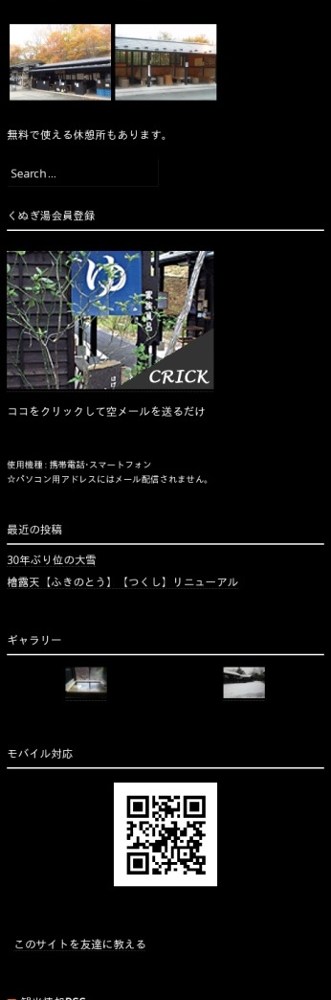 無料で使える休憩所もあります。
Search …
くぬぎ湯会員登録
ゆ
CRICK
ココをクリックして空メールを送るだけ
使用機種 : 携帯電話･スマートフォン
☆パソコン用アドレスにはメール配信されません。
最近の投稿
30年ぶり位の大雪
檜露天【ふきのとう】【つくし】リニューアル
ギャラリー
モバイル対応
このサイトを友達に教える